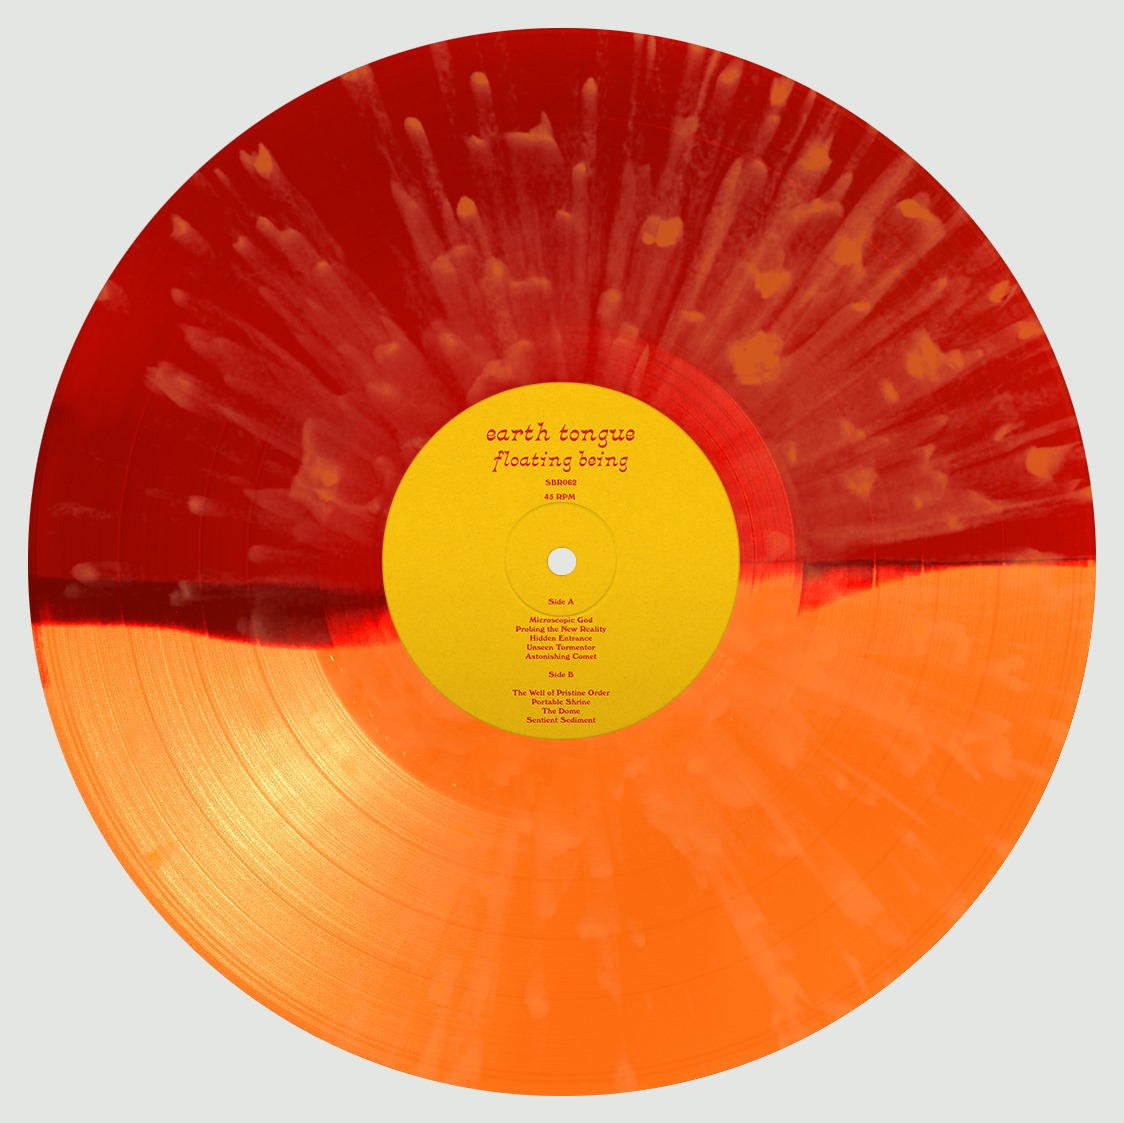 earth tongue
floating being
SBR062
45 RPM
Side A
Microscopic God
Probing the New Reality
Hidden Entrance
Unseen Tormentor
Astonishing Comet
Side B
The Well of Pristine Order
Portable Shrine
The Dome
Sentient Sediment